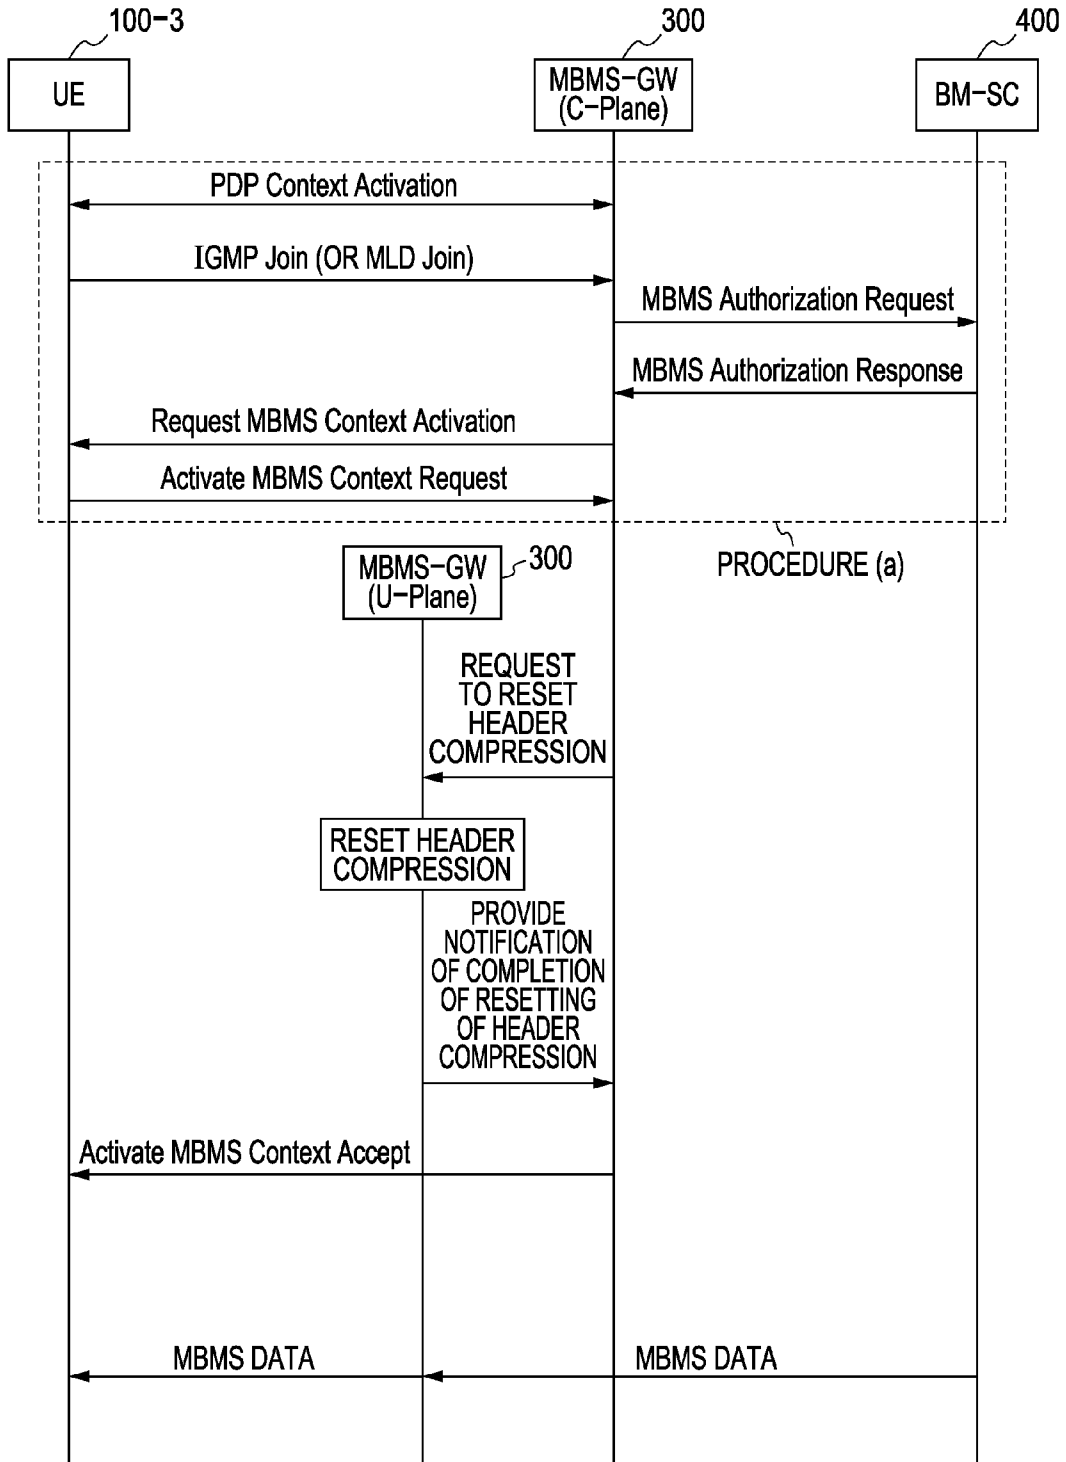 100-3
300
400
UE
MBMS-GW
(C-Plane)
BM-SC
PDP Context Activation
IGMP Join (OR MLD Join)
MBMS Authorization Request
MBMS Authorization Response
Request MBMS Context Activation
Activate MBMS Context Request
PROCEDURE (a)
MBMS-GW
(U-Plane)
300
REQUEST
TO RESET
HEADER
COMPRESSION
RESET HEADER
COMPRESSION
PROVIDE
NOTIFICATION
OF COMPLETION
OF RESETTING
OF HEADER
COMPRESSION
Activate MBMS Context Accept
MBMS DATA
MBMS DATA